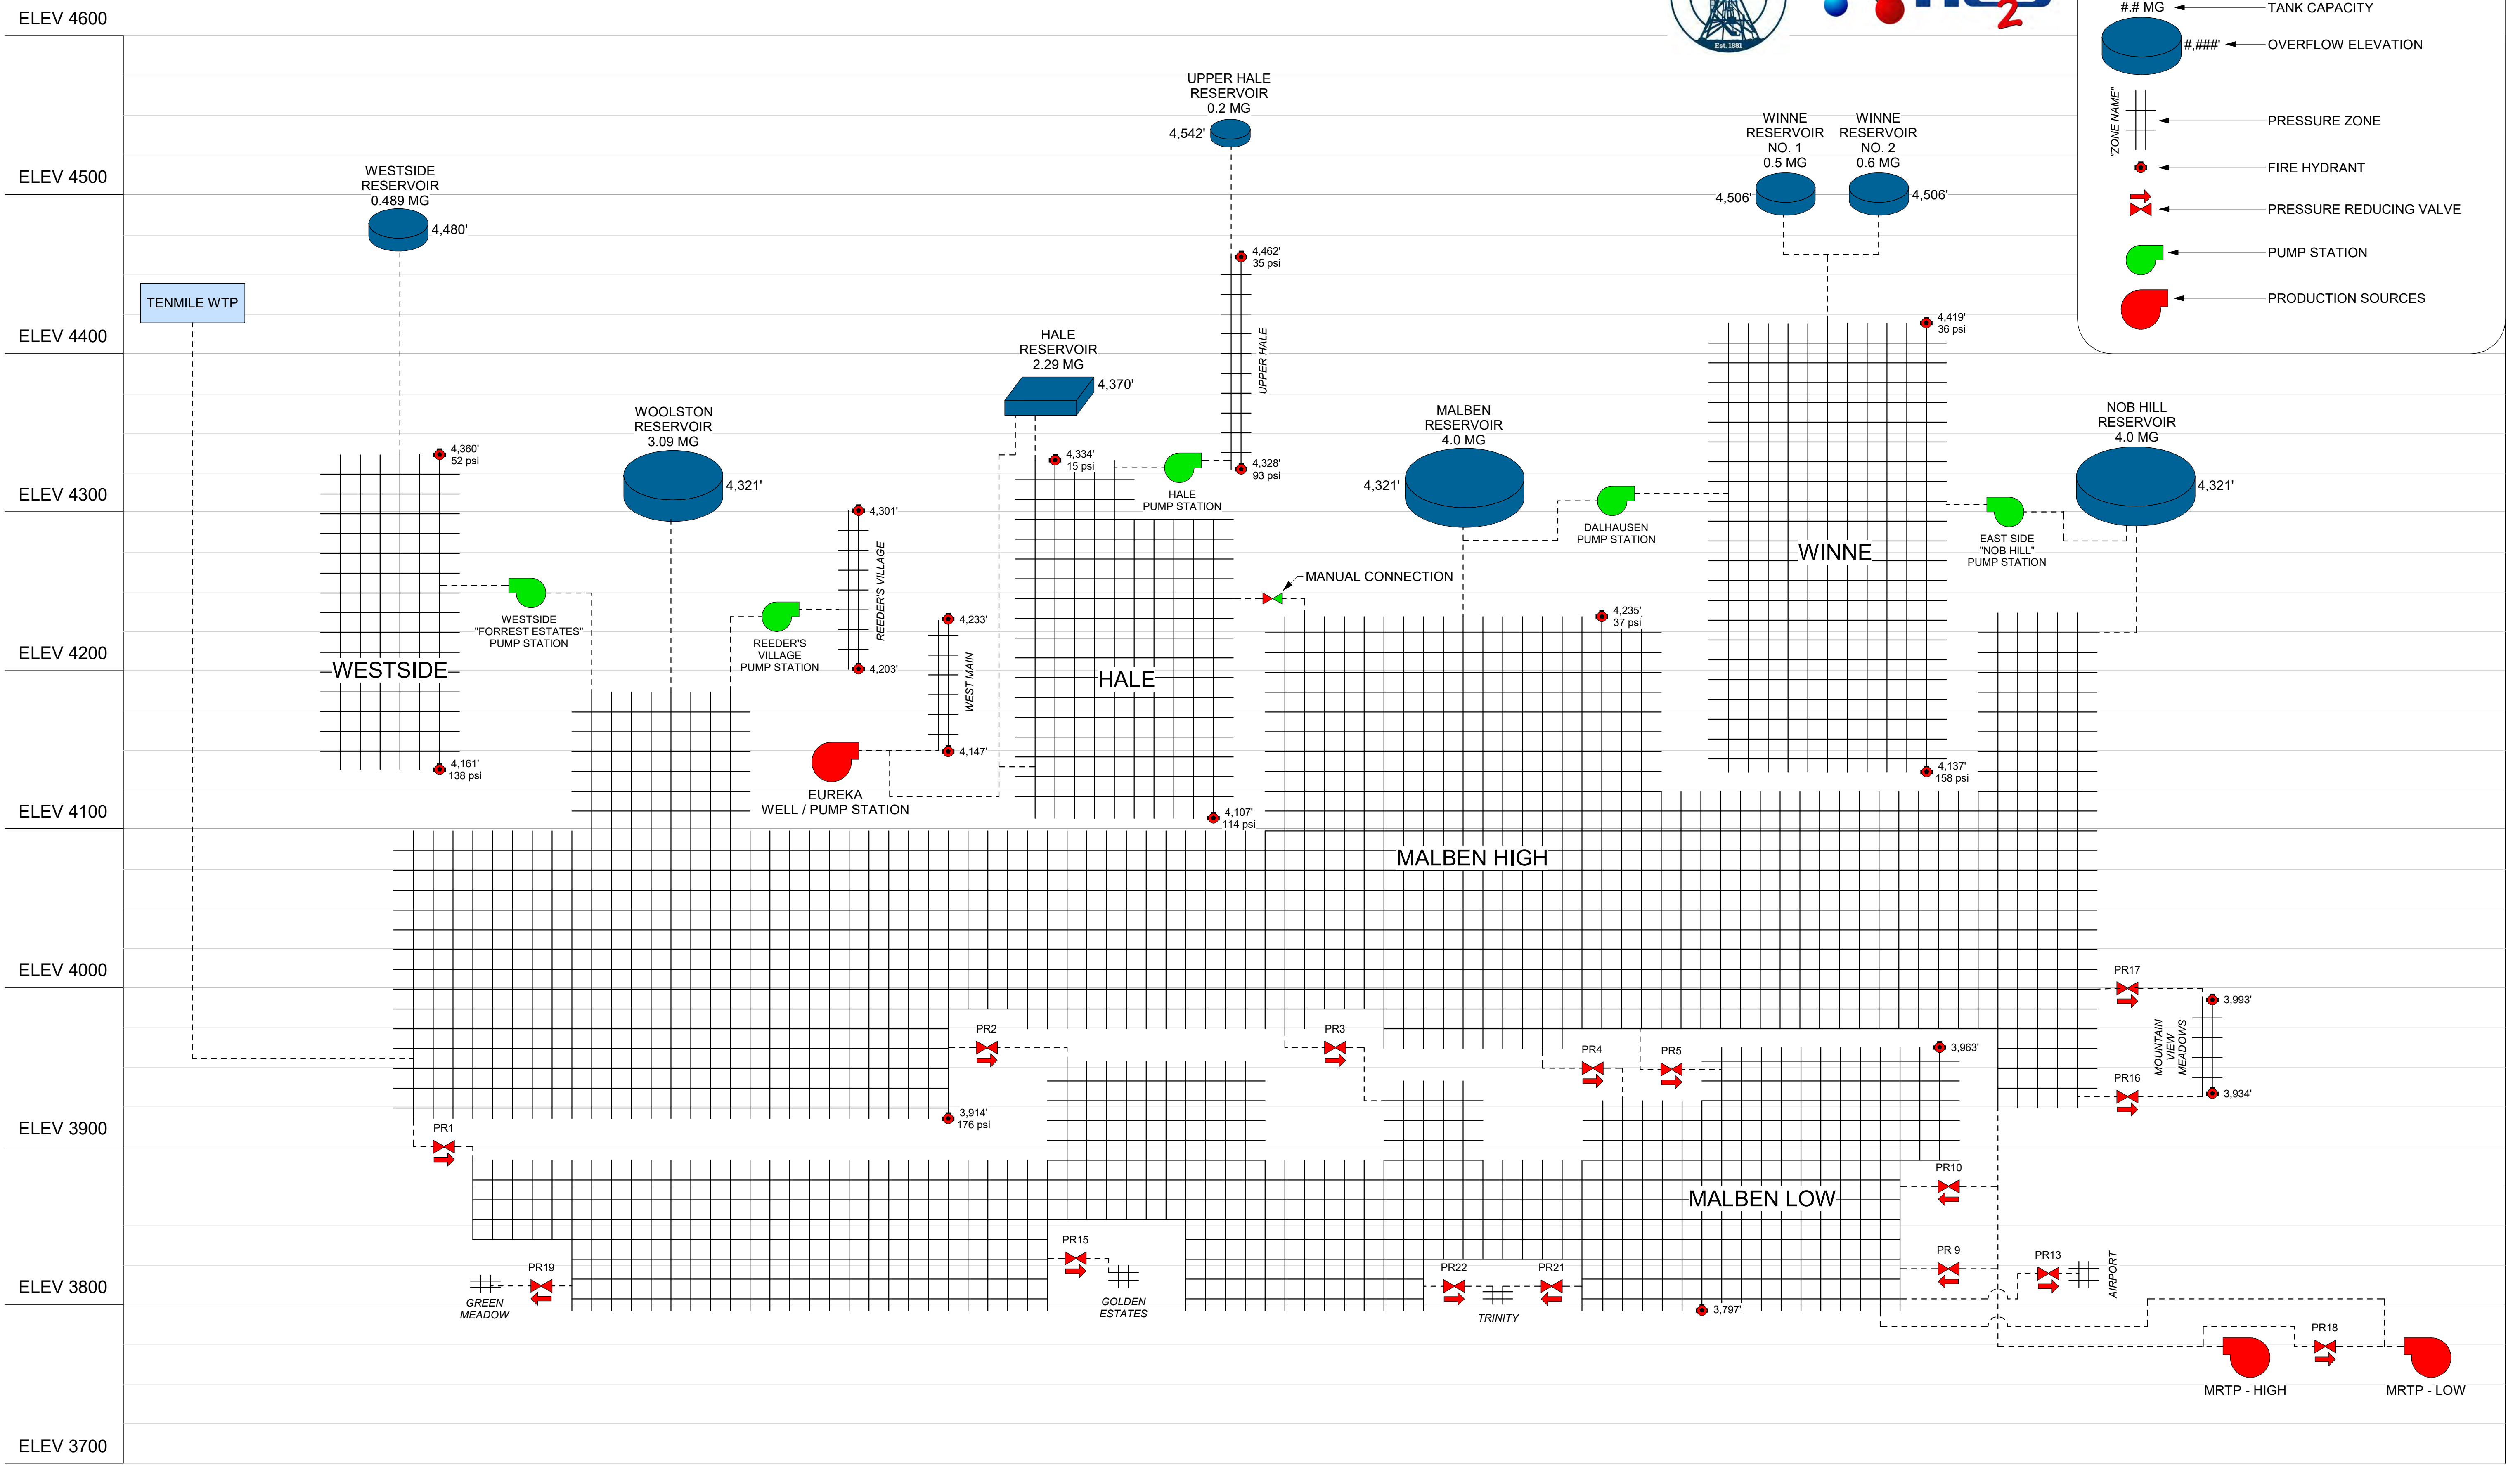 ELEV 4600
ELEV 4500
ELEV 4400
ELEV 4300
ELEV 4200
ELEV 4100
ELEV 4000
ELEV 3900
ELEV 3800
ELEV 3700
Est. 1881
2
#.# MG
TANK CAPACITY
#,###'
OVERFLOW ELEVATION
"ZONE NAME"
PRESSURE ZONE
FIRE HYDRANT
PRESSURE REDUCING VALVE
PUMP STATION
PRODUCTION SOURCES
TENMILE WTP
WESTSIDE
RESERVOIR
0.489 MG
4,480'
4,360'
52 psi
WESTSIDE
4,161'
138 psi
WESTSIDE
"FORREST ESTATES"
PUMP STATION
WOOLSTON
RESERVOIR
3.09 MG
4,321'
REEDER'S
VILLAGE
PUMP STATION
4,301'
REEDER'S VILLAGE
4,203'
4,233'
WEST MAIN
4,147'
EUREKA
WELL / PUMP STATION
HALE
RESERVOIR
2.29 MG
4,370'
4,334'
15 psi
HALE
4,107'
114 psi
HALE
PUMP STATION
UPPER HALE
RESERVOIR
0.2 MG
4,542'
4,462'
35 psi
UPPER HALE
4,328'
93 psi
MANUAL CONNECTION
MALBEN
RESERVOIR
4.0 MG
4,321'
4,235'
37 psi
DALHAUSEN
PUMP STATION
WINNE
RESERVOIR
NO. 1
0.5 MG
4,506'
WINNE
RESERVOIR
NO. 2
0.6 MG
4,506'
4,419'
36 psi
WINNE
4,137'
158 psi
EAST SIDE
"NOB HILL"
PUMP STATION
NOB HILL
RESERVOIR
4.0 MG
4,321'
MALBEN HIGH
PR17
3,993'
MOUNTAIN
VIEW
MEADOWS
PR16
3,934'
PR2
PR3
PR4
PR5
3,963'
3,914'
176 psi
PR1
PR10
MALBEN LOW
PR19
GREEN
MEADOW
PR15
GOLDEN
ESTATES
PR22
PR21
TRINITY
3,797'
PR 9
PR13
AIRPORT
PR18
MRTP - HIGH
MRTP - LOW